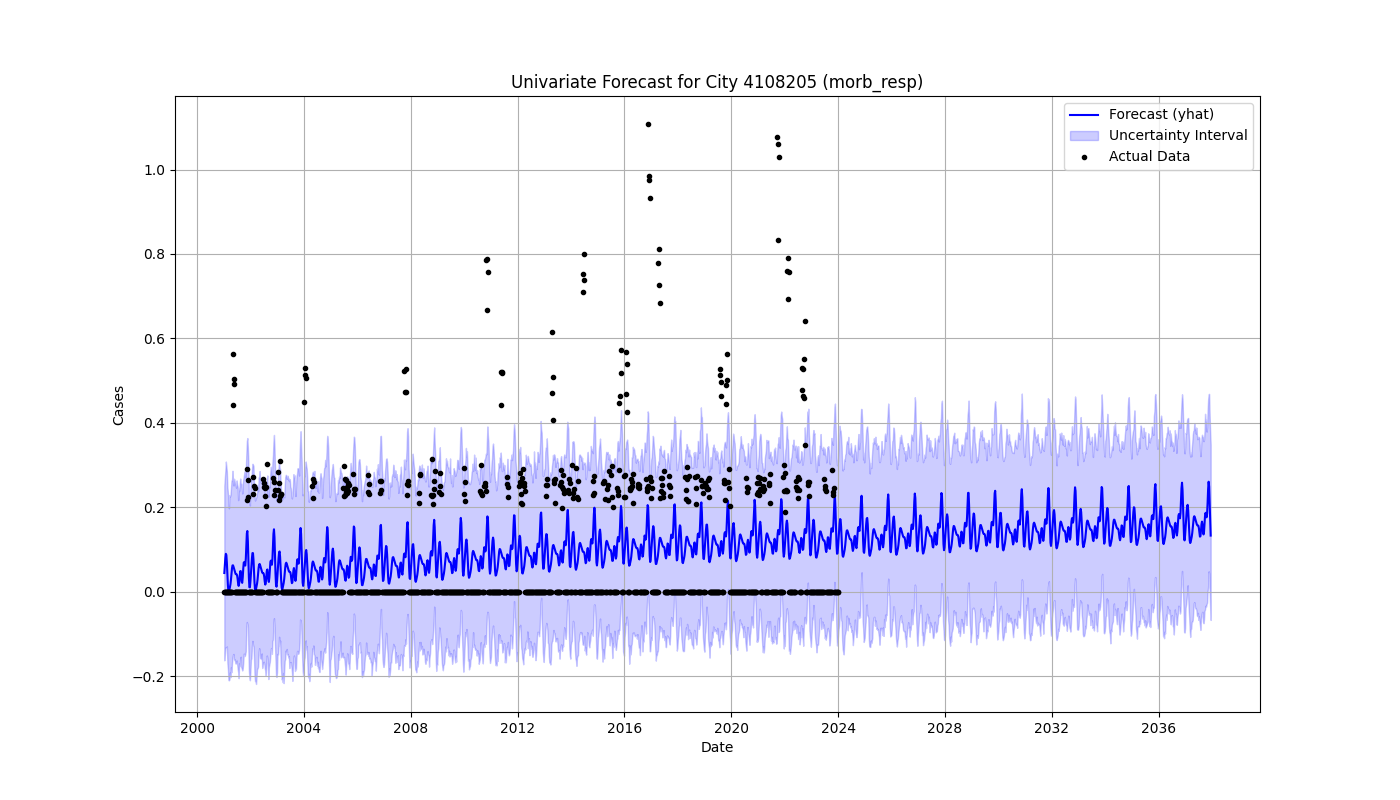 Univariate Forecast for City 4108205 (morb_resp)
Forecast (yhat)
Uncertainty Interval
Actual Data
Cases
1.0
0.8
0.6
0.4
0.2
0.0
−0.2
2000
2004
2008
2012
2016
2020
2024
2028
2032
2036
Date